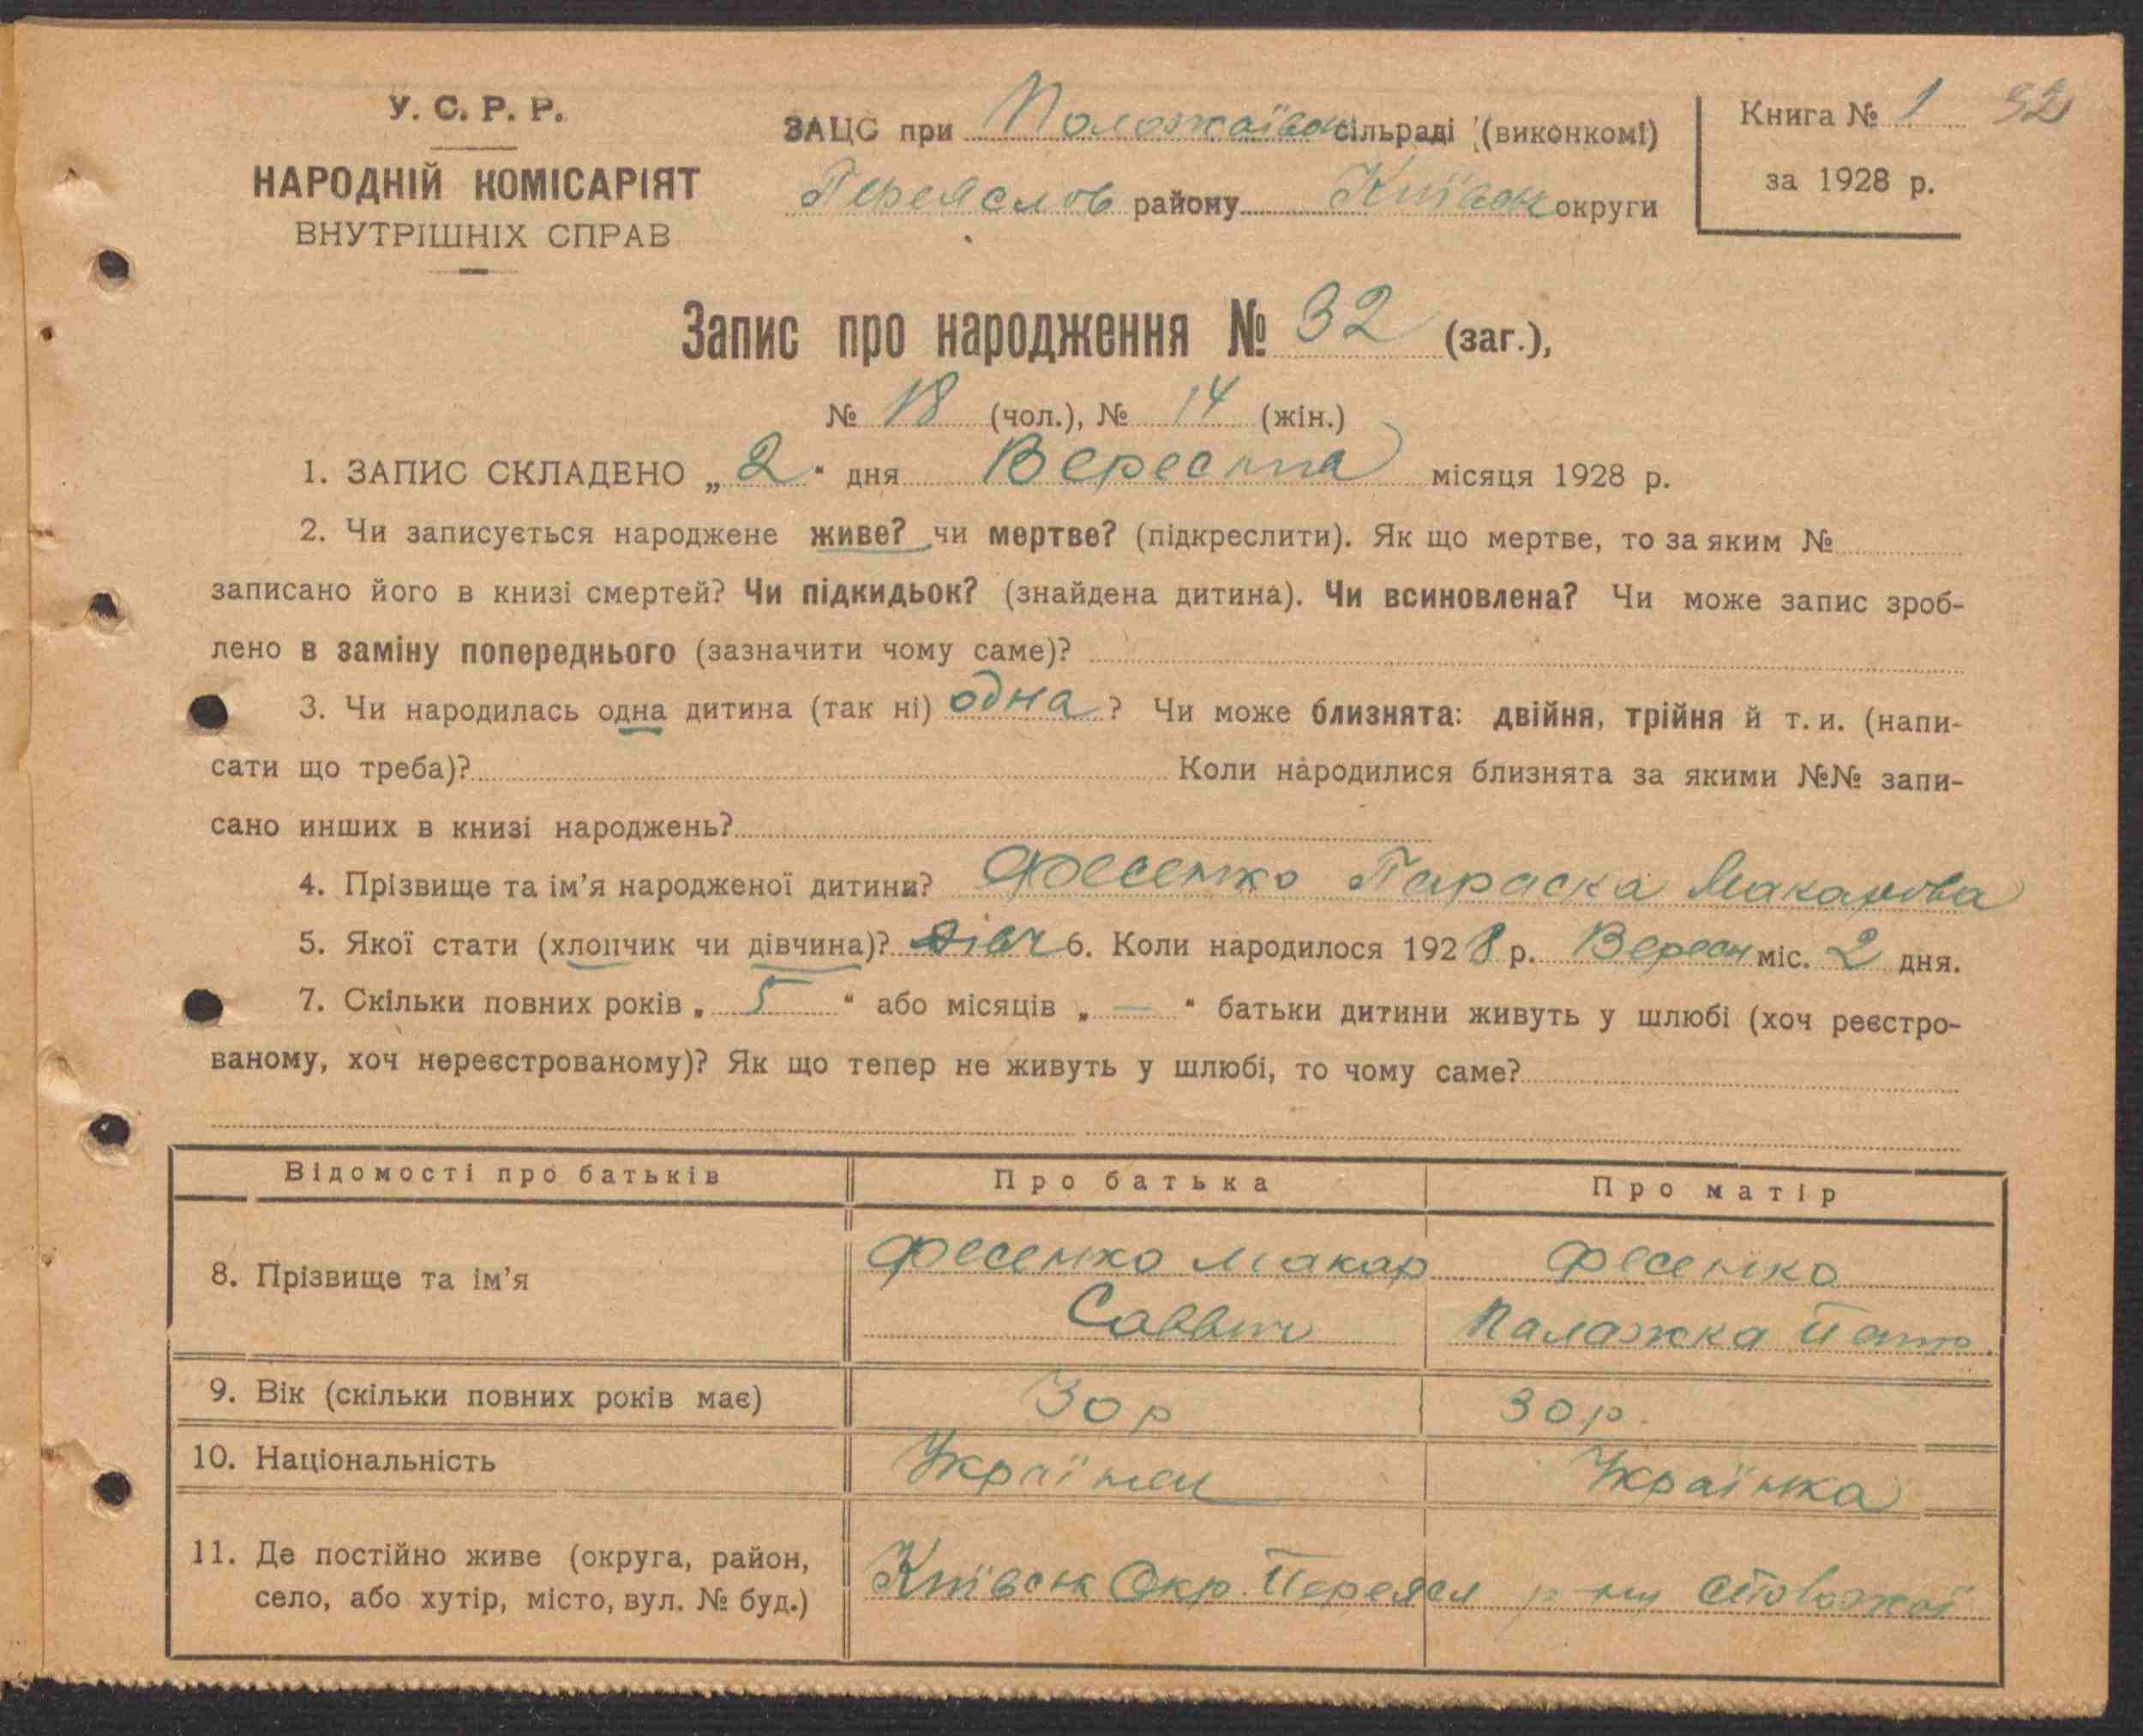 У. С. Р. Р.
НАРОДНІЙ КОМІСАРІЯТ
ВНУТРІШНІХ СПРАВ
ЗАЦС при Положаївськ сільраді (виконкомі)
Переяслов району Київськ округи
Книга № 1 32
за 1928 р.
Запис про народження № 32 (заг.),
№ 18 (чол.), № 14 (жін.)
1. ЗАПИС СКЛАДЕНО „ 2 “ дня Вересня місяця 1928 р.
2. Чи записується народжене живе? чи мертве? (підкреслити). Як що мертве, то за яким №
записано його в книзі смертей? Чи підкидьок? (знайдена дитина). Чи всиновлена? Чи може запис зроб-
лено в заміну попереднього (зазначити чому саме)?
3. Чи народилась одна дитина (так ні) одна ? Чи може близнята: двійня, трійня й т. и. (напи-
сати що треба)? Коли народилися близнята за якими №№ запи-
сано инших в книзі народжень?
4. Прізвище та ім'я народженої дитини? Фесенко Параска Макарова
5. Якої стати (хлопчик чи дівчина)? дівч 6. Коли народилося 1928 р. Вересн міс. 2 дня.
7. Скільки повних років „ 5 “ або місяців „ — “ батьки дитини живуть у шлюбі (хоч реєстро-
ваному, хоч нереєстрованому)? Як що тепер не живуть у шлюбі, то чому саме?
Відомості про батьків Про батька Про матір
8. Прізвище та ім'я Фесенко Макар Саввич Фесенко Палажка
9. Вік (скільки повних років має) 30 р 30 р.
10. Національність Українец Українка
11. Де постійно живе (округа, район,
село, або хутір, місто, вул. № буд.) Київськ Окр. Переясл